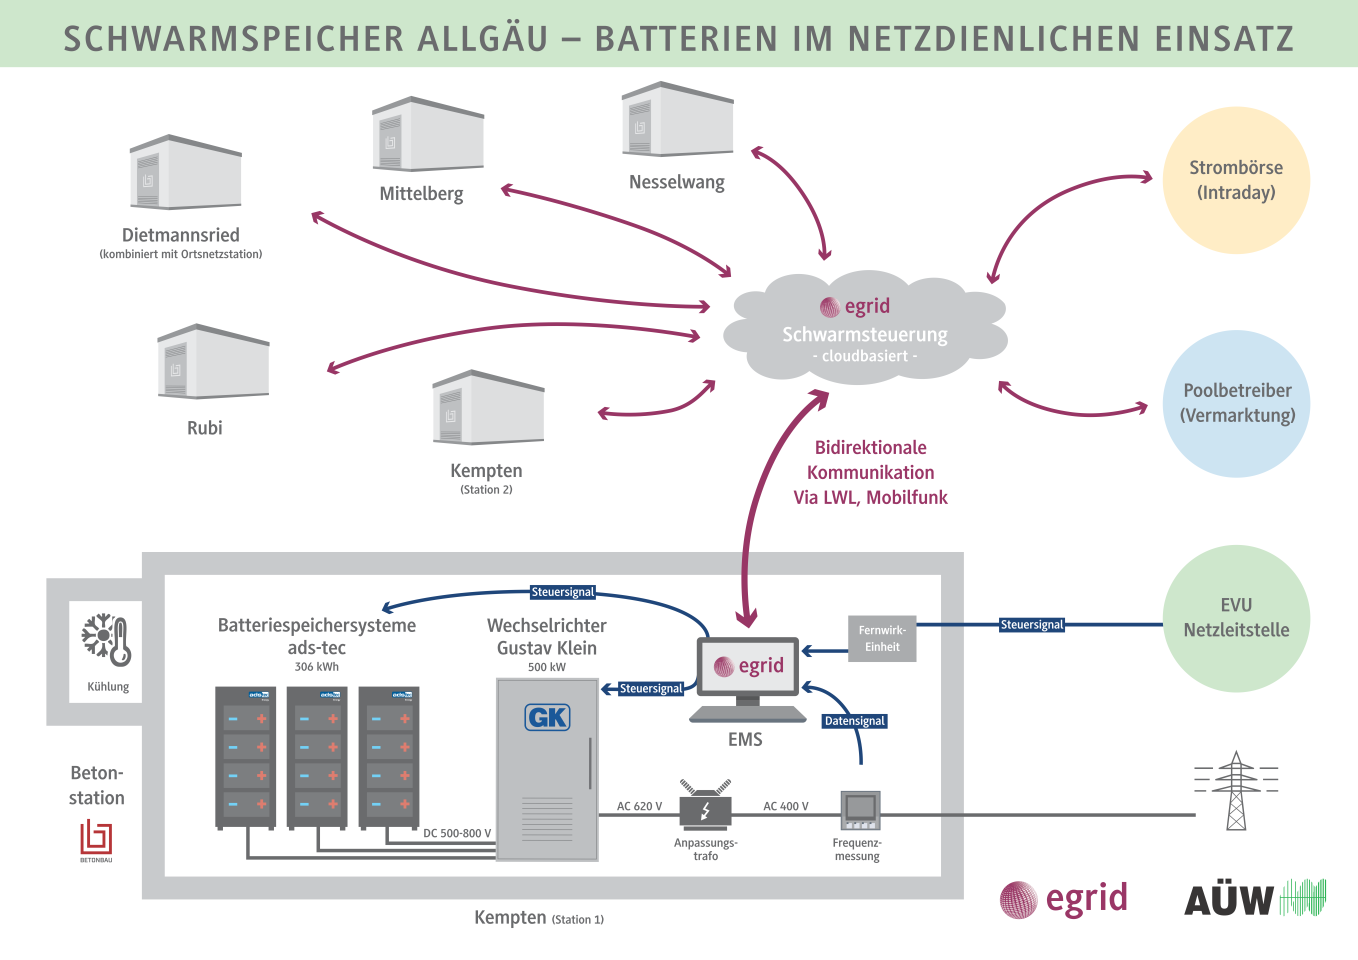 SCHWARMSPEICHER ALLGÄU – BATTERIEN IM NETZDIENLICHEN EINSATZ
Nesselwang
Mittelberg
Dietmannsried
(kombiniert mit Ortsnetzstation)
Strombörse
(Intraday)
egrid
Schwarmsteuerung
- cloudbasiert -
Rubi
Kempten
(Station 2)
Poolbetreiber
(Vermarktung)
Bidirektionale
Kommunikation
Via LWL, Mobilfunk
Kühlung
Batteriespeichersysteme
ads-tec
306 kWh
Steuersignal
Wechselrichter
Gustav Klein
500 kW
Steuersignal
egrid
EMS
Fernwirk-
Einheit
Steuersignal
EVU
Netzleitstelle
Datensignal
GK
Beton-
station
BETONBAU
DC 500-800 V
AC 620 V
Anpassungs-
trafo
AC 400 V
Frequenz-
messung
Kempten (Station 1)
egrid
AÜW